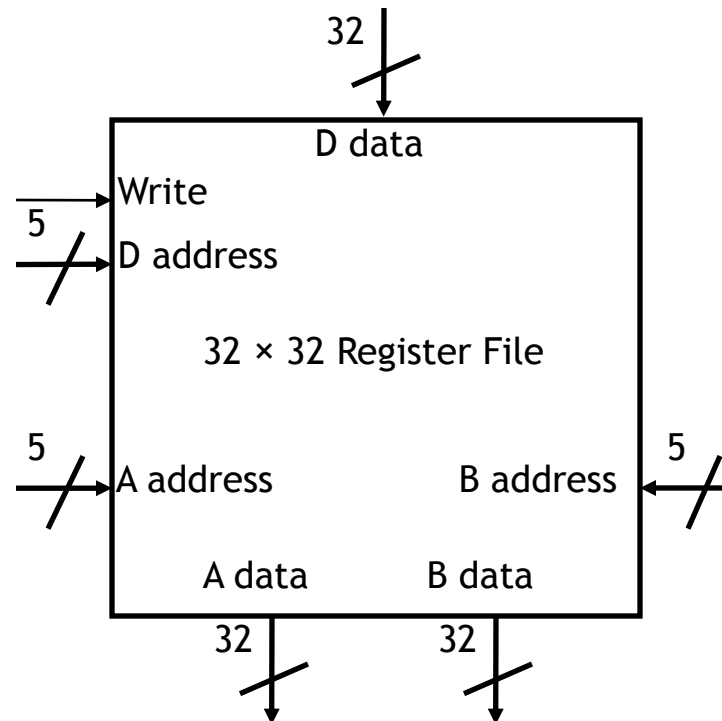 32
D data
Write
5
D address
32 × 32 Register File
5
A address
B address
5
A data
B data
32
32